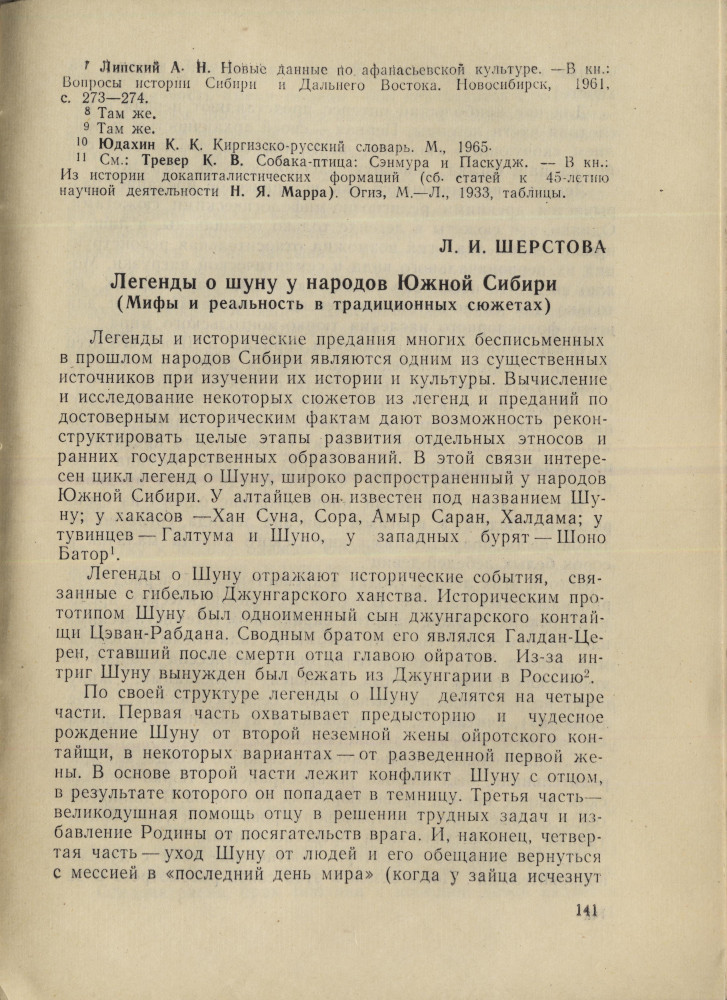 ⁷ Липский А. Н. Новые данные по афанасьевской культуре. —В кн.:
Вопросы истории Сибири и Дальнего Востока. Новосибирск, 1961,
с. 273—274.
⁸ Там же.
⁹ Там же.
¹⁰ Юдахин К. К. Киргизско-русский словарь. М., 1965.
¹¹ См.: Тревер К. В. Собака-птица: Сэнмура и Паскудж. — В кн.:
Из истории докапиталистических формаций (сб. статей к 45-летию
научной деятельности Н. Я. Марра). Огиз, М.—Л., 1933, таблицы.
Л. И. ШЕРСТОВА
Легенды о шуну у народов Южной Сибири
(Мифы и реальность в традиционных сюжетах)
Легенды и исторические предания многих бесписьменных
в прошлом народов Сибири являются одним из существенных
источников при изучении их истории и культуры. Вычисление
и исследование некоторых сюжетов из легенд и преданий по
достоверным историческим фактам дают возможность рекон-
структировать целые этапы развития отдельных этносов и
ранних государственных образований. В этой связи интере-
сен цикл легенд о Шуну, широко распространенный у народов
Южной Сибири. У алтайцев он известен под названием Шу-
ну; у хакасов —Хан Суна, Сора, Амыр Саран, Халдама; у
тувинцев — Галтума и Шуно, у западных бурят — Шоно
Батор¹.
Легенды о Шуну отражают исторические события, свя-
занные с гибелью Джунгарского ханства. Историческим про-
тотипом Шуну был одноименный сын джунгарского контай-
щи Цэван-Рабдана. Сводным братом его являлся Галдан-Це-
рен, ставший после смерти отца главою ойратов. Из-за ин-
триг Шуну вынужден был бежать из Джунгарии в Россию².
По своей структуре легенды о Шуну делятся на четыре
части. Первая часть охватывает предысторию и чудесное
рождение Шуну от второй неземной жены ойротского кон-
тайщи, в некоторых вариантах — от разведенной первой же-
ны. В основе второй части лежит конфликт Шуну с отцом,
в результате которого он попадает в темницу. Третья часть—
великодушная помощь отцу в решении трудных задач и из-
бавление Родины от посягательств врага. И, наконец, четвер-
тая часть — уход Шуну от людей и его обещание вернуться
с мессией в «последний день мира» (когда у зайца исчезнут
141